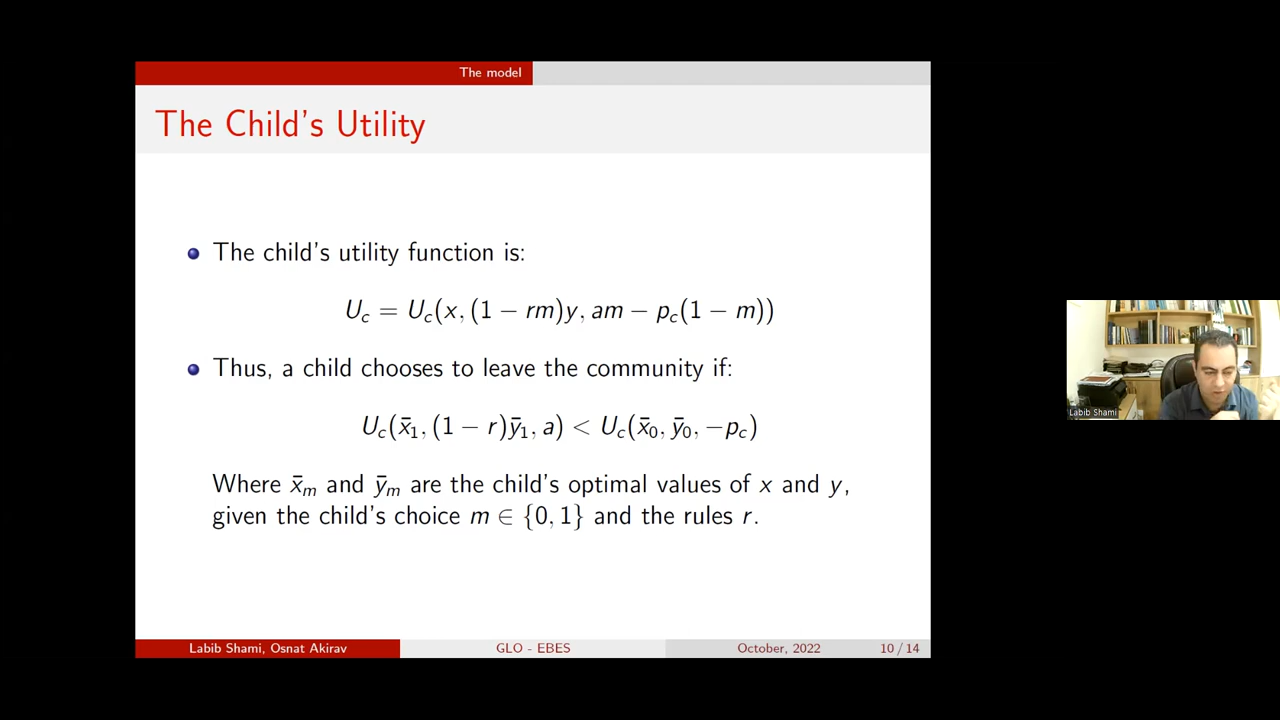 The model
The Child's Utility
The child's utility function is:
U_c = U_c(x, (1 − rm)y, am − p_c(1 − m))
Thus, a child chooses to leave the community if:
U_c(x̄_1, (1 − r)ȳ_1, a) < U_c(x̄_0, ȳ_0, −p_c)
Where x̄_m and ȳ_m are the child's optimal values of x and y,
given the child's choice m ∈ {0, 1} and the rules r.
Labib Shami
Labib Shami, Osnat Akirav
GLO - EBES
October, 2022
10 / 14